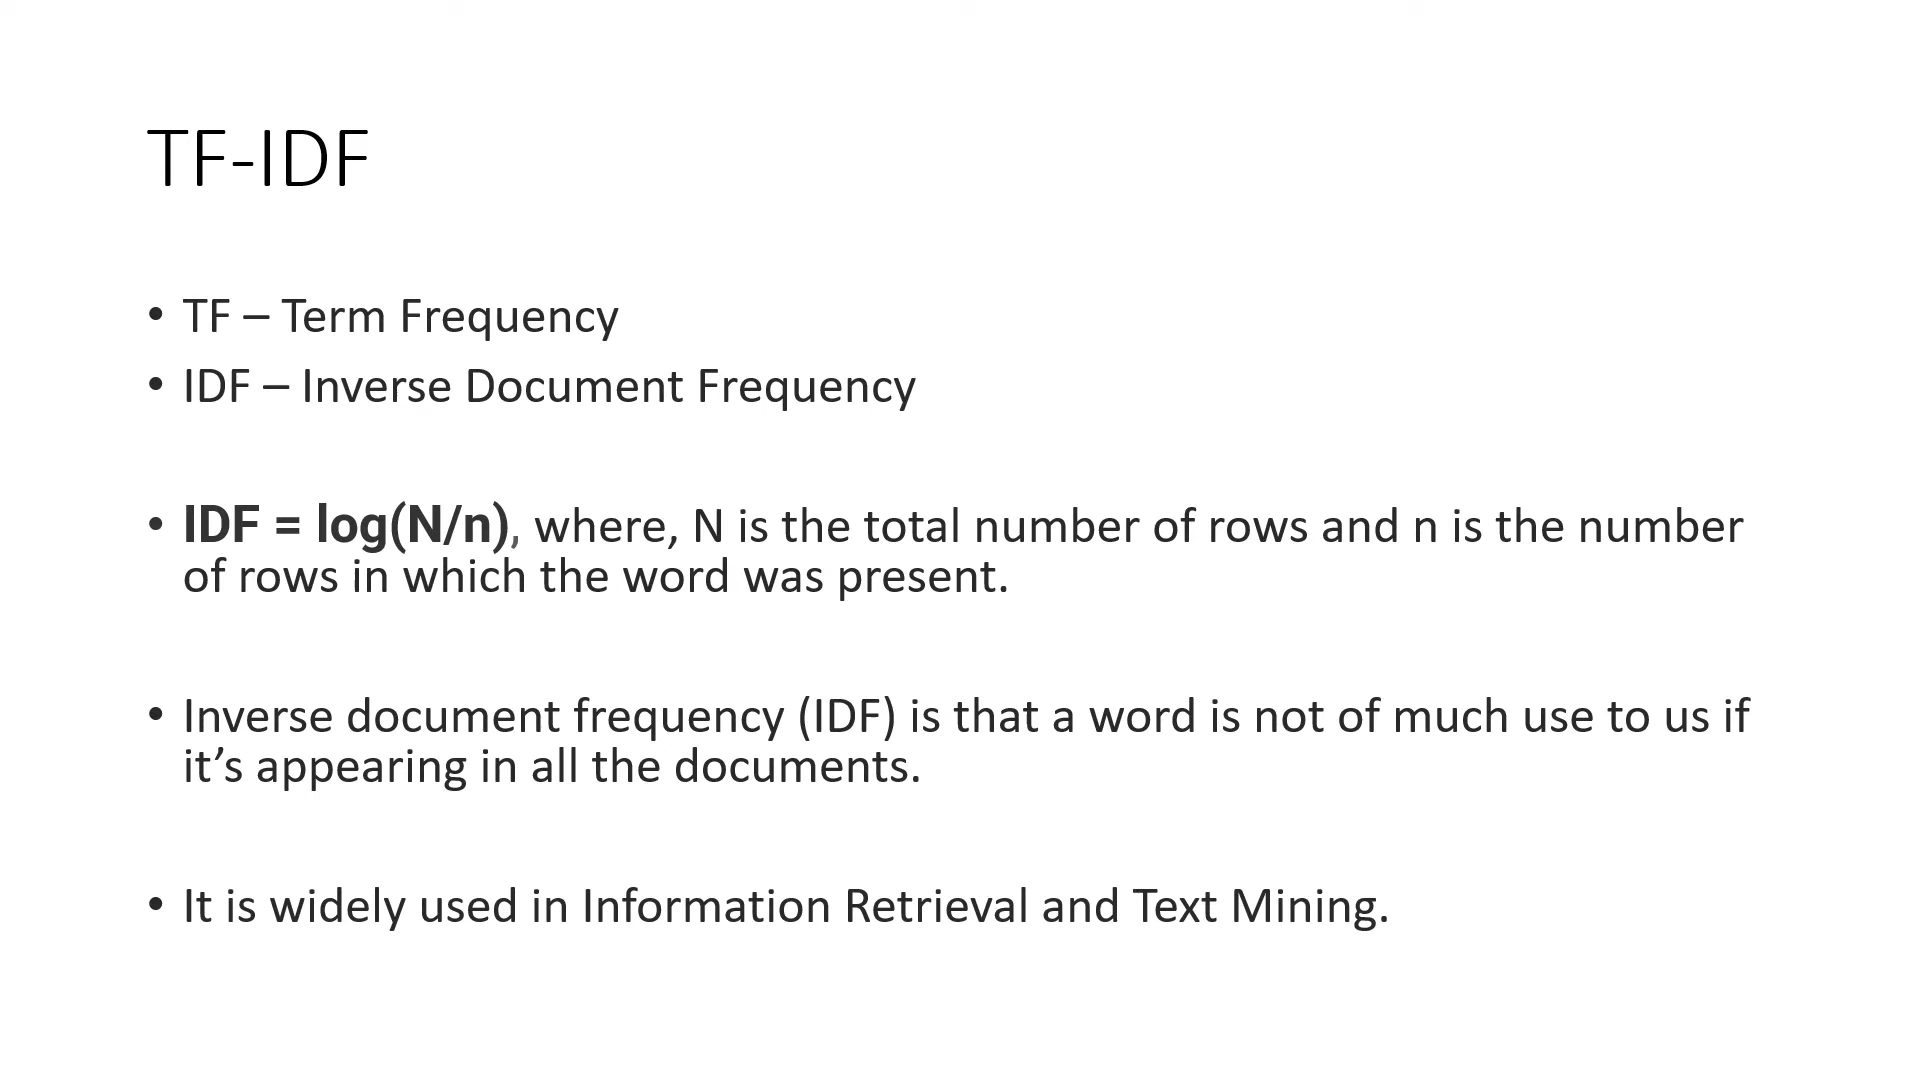 TF-IDF
• TF – Term Frequency
• IDF – Inverse Document Frequency
• IDF = log(N/n), where, N is the total number of rows and n is the number
of rows in which the word was present.
• Inverse document frequency (IDF) is that a word is not of much use to us if
it’s appearing in all the documents.
• It is widely used in Information Retrieval and Text Mining.